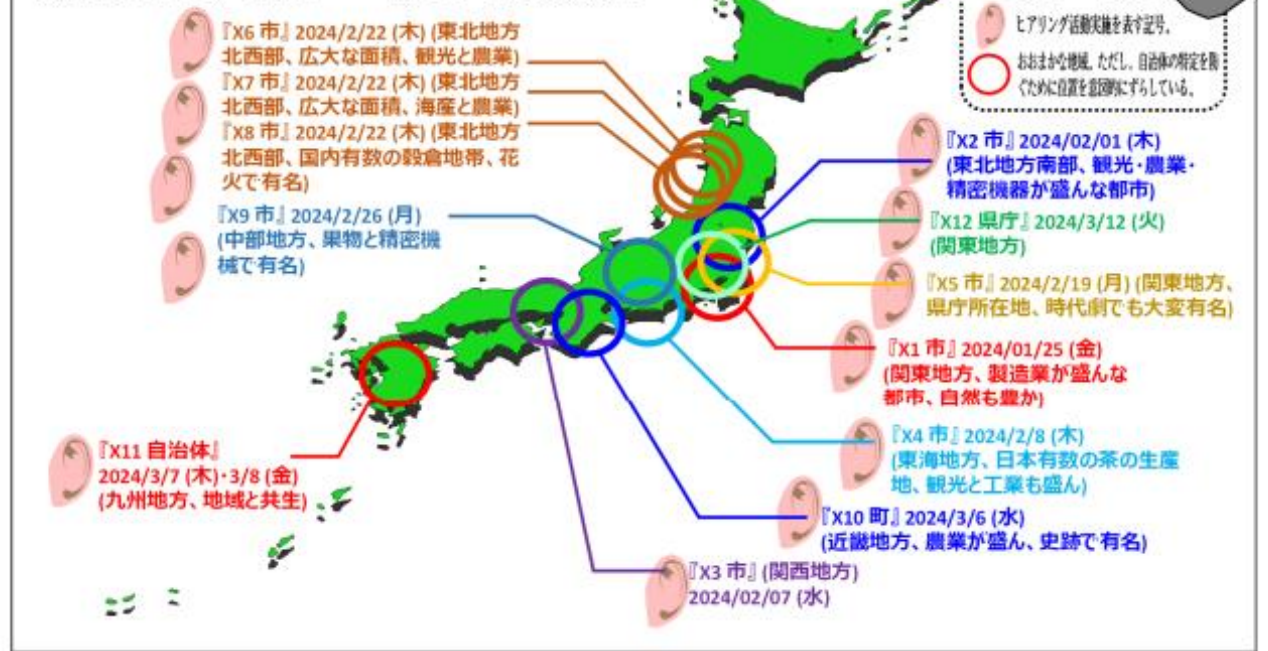 『X6 市』 2024/2/22 (木) (東北地方
北西部、広大な面積、観光と農業)
『X7 市』 2024/2/22 (木) (東北地方
北西部、広大な面積、海産と農業)
『X8 市』 2024/2/22 (木) (東北地方
北西部、国内有数の穀倉地帯、花
火で有名)
『X9 市』 2024/2/26 (月)
(中部地方、果物と精密機
械で有名)
『X11 自治体』
2024/3/7 (木)・3/8 (金)
(九州地方、地域と共生)
ヒアリング活動実施を表す記号。
おおまかな地域。ただし、自治体の特定を防
ぐために位置を意図的にずらしている。
『X2 市』 2024/02/01 (木)
(東北地方南部、観光・農業・
精密機器が盛んな都市)
『X12 県庁』 2024/3/12 (火)
(関東地方)
『X5 市』 2024/2/19 (月) (関東地方、
県庁所在地、時代劇でも大変有名)
『X1 市』 2024/01/25 (金)
(関東地方、製造業が盛んな
都市、自然も豊か)
『X4 市』 2024/2/8 (木)
(東海地方、日本有数の茶の生産
地、観光と工業も盛ん)
『X10 町』 2024/3/6 (水)
(近畿地方、農業が盛ん、史跡で有名)
『X3 市』 (関西地方)
2024/02/07 (水)